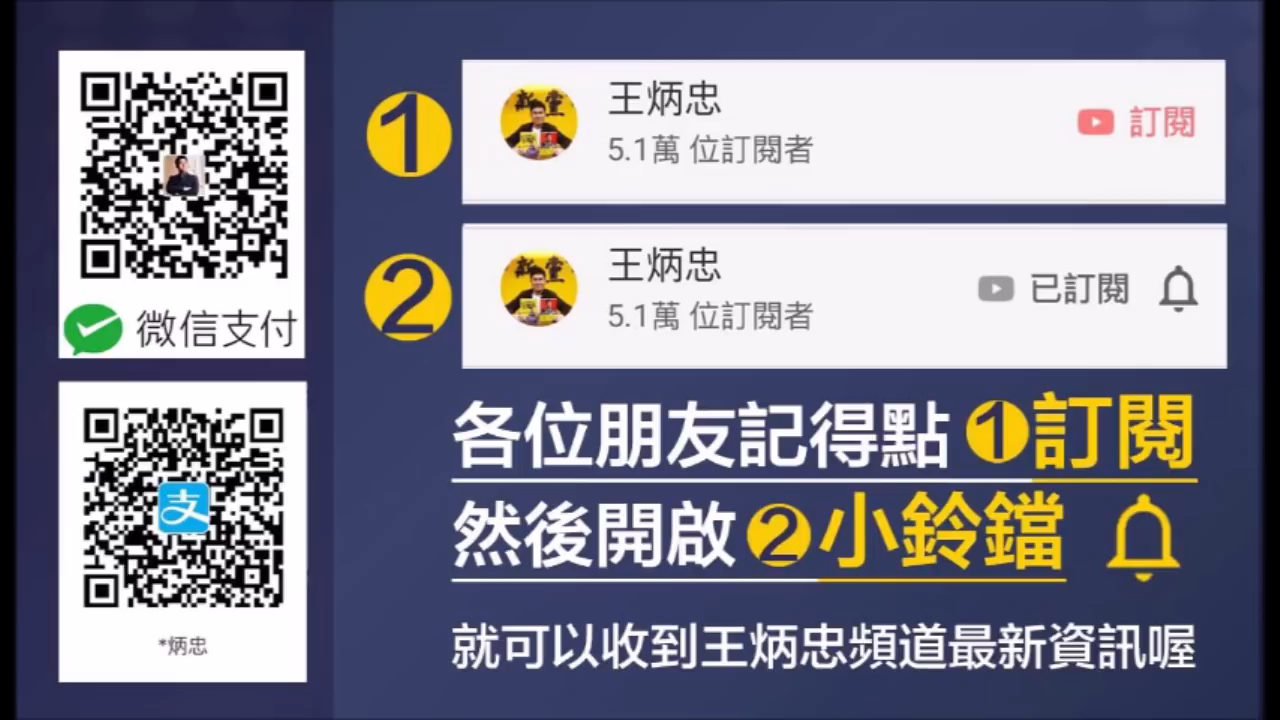 微信支付
支
*炳忠
1
王炳忠
5.1萬 位訂閱者
訂閱
2
王炳忠
5.1萬 位訂閱者
已訂閱
各位朋友記得點 1 訂閱
然後開啟 2 小鈴鐺
就可以收到王炳忠頻道最新資訊喔